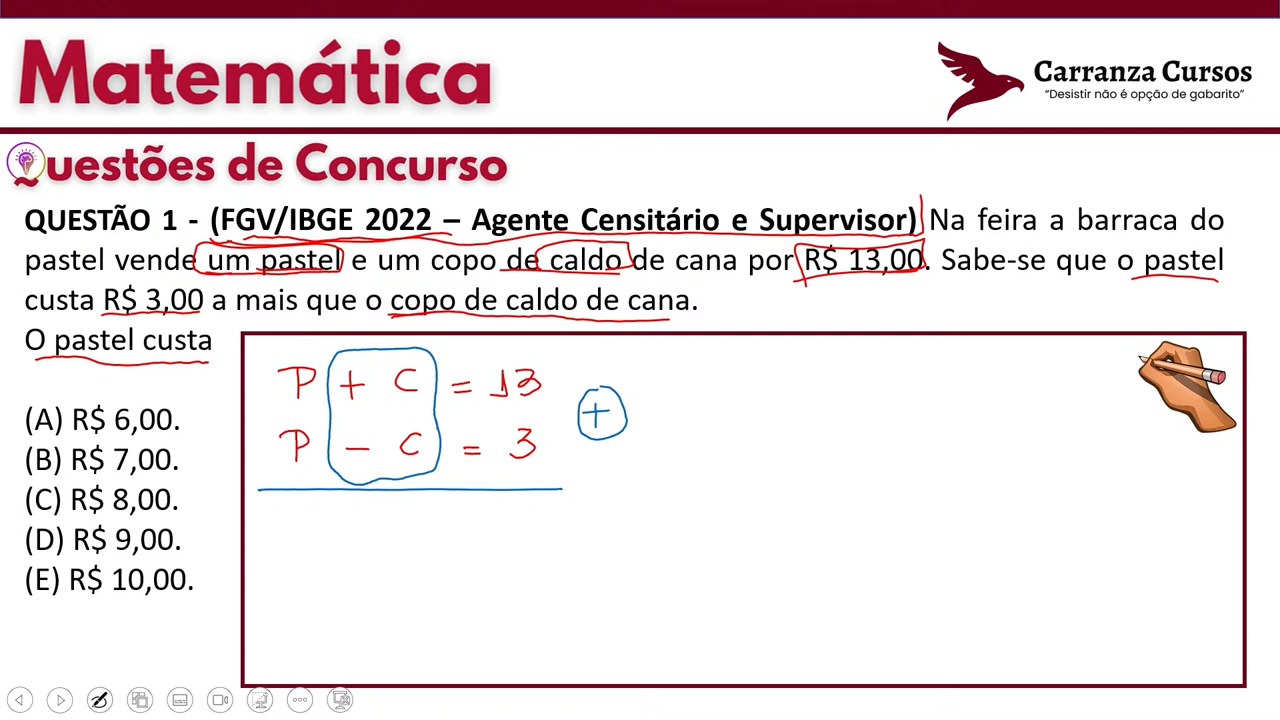 Matemática
Carranza Cursos
"Desistir não é opção de gabarito"
Questões de Concurso
QUESTÃO 1 - (FGV/IBGE 2022 – Agente Censitário e Supervisor) Na feira a barraca do
pastel vende um pastel e um copo de caldo de cana por R$ 13,00. Sabe-se que o pastel
custa R$ 3,00 a mais que o copo de caldo de cana.
O pastel custa
P + C = 13
P - C = 3
+
(A) R$ 6,00.
(B) R$ 7,00.
(C) R$ 8,00.
(D) R$ 9,00.
(E) R$ 10,00.